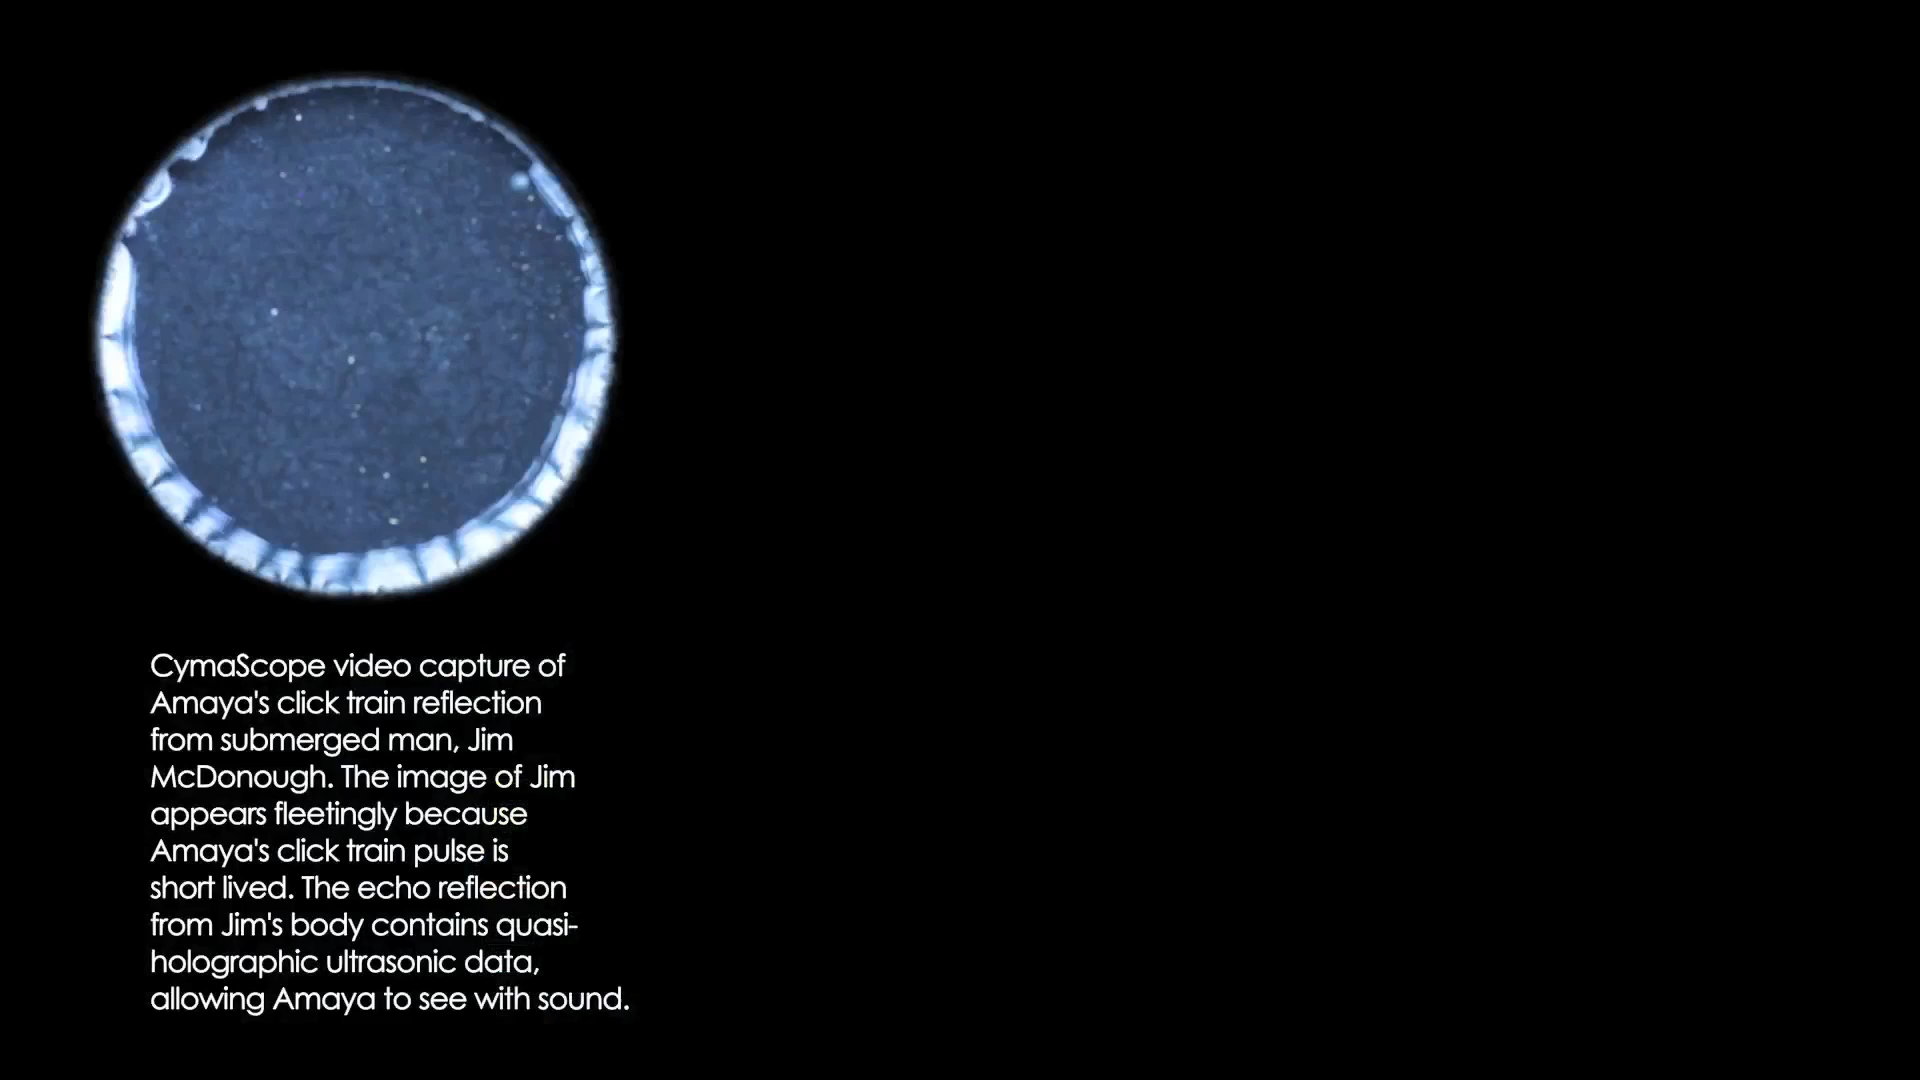 CymaScope video capture of
Amaya's click train reflection
from submerged man, Jim
McDonough. The image of Jim
appears fleetingly because
Amaya's click train pulse is
short lived. The echo reflection
from Jim's body contains quasi-
holographic ultrasonic data,
allowing Amaya to see with sound.